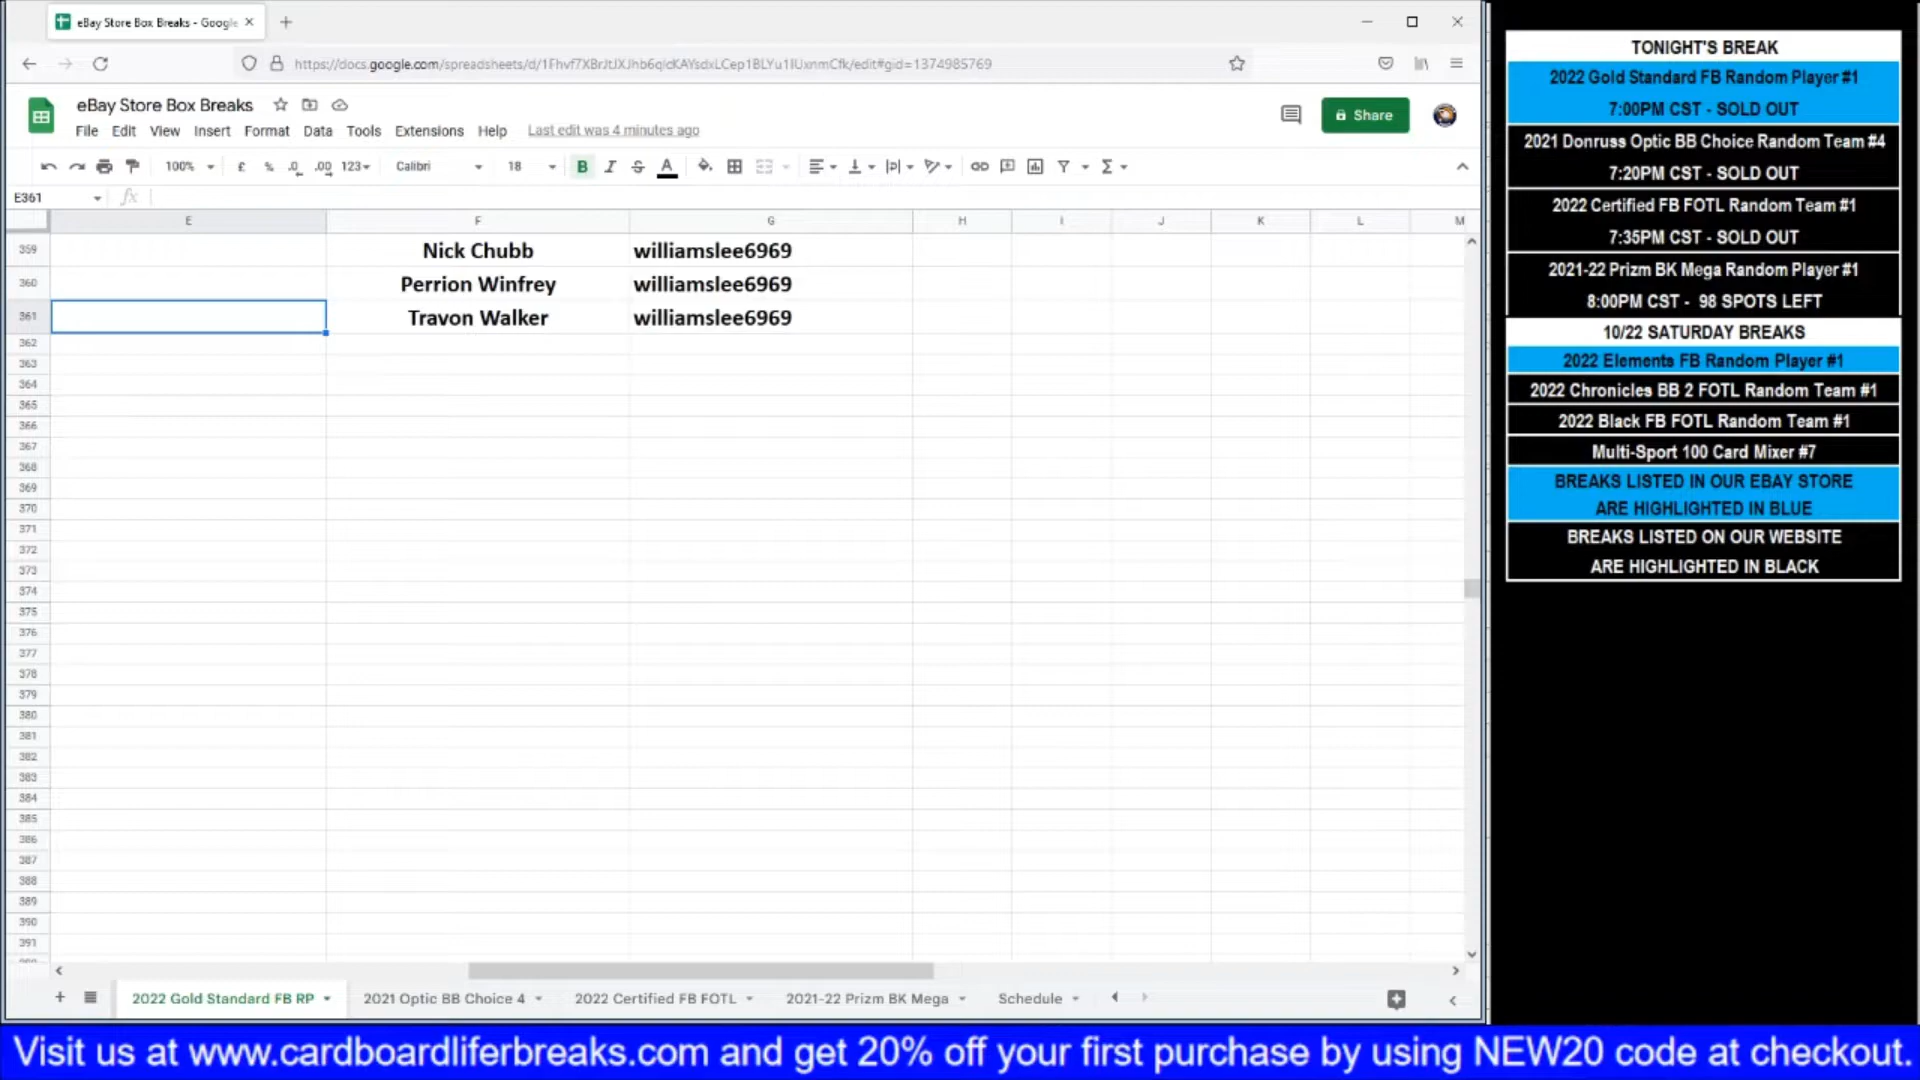 eBay Store Box Breaks - Google
https://docs.google.com/spreadsheets/d/1Fhvf7XBrJtJXJhb6qIdKAYsdxLCep1BLYu1lUxnmCfk/edit#gid=1374985769
eBay Store Box Breaks
Share
File Edit View Insert Format Data Tools Extensions Help Last edit was 4 minutes ago
100% £ % .0 .00 123 Calibri 18 B I S A
E361 fx
E F G H I J K L M
359 Nick Chubb williamslee6969
360 Perrion Winfrey williamslee6969
361 Travon Walker williamslee6969
362
363
364
365
366
367
368
369
370
371
372
373
374
375
376
377
378
379
380
381
382
383
384
385
386
387
388
389
390
391
2022 Gold Standard FB RP 2021 Optic BB Choice 4 2022 Certified FB FOTL 2021-22 Prizm BK Mega Schedule
TONIGHT'S BREAK
2022 Gold Standard FB Random Player #1
7:00PM CST - SOLD OUT
2021 Donruss Optic BB Choice Random Team #4
7:20PM CST - SOLD OUT
2022 Certified FB FOTL Random Team #1
7:35PM CST - SOLD OUT
2021-22 Prizm BK Mega Random Player #1
8:00PM CST - 98 SPOTS LEFT
10/22 SATURDAY BREAKS
2022 Elements FB Random Player #1
2022 Chronicles BB 2 FOTL Random Team #1
2022 Black FB FOTL Random Team #1
Multi-Sport 100 Card Mixer #7
BREAKS LISTED IN OUR EBAY STORE
ARE HIGHLIGHTED IN BLUE
BREAKS LISTED ON OUR WEBSITE
ARE HIGHLIGHTED IN BLACK
Visit us at www.cardboardliferbreaks.com and get 20% off your first purchase by using NEW20 code at checkout.